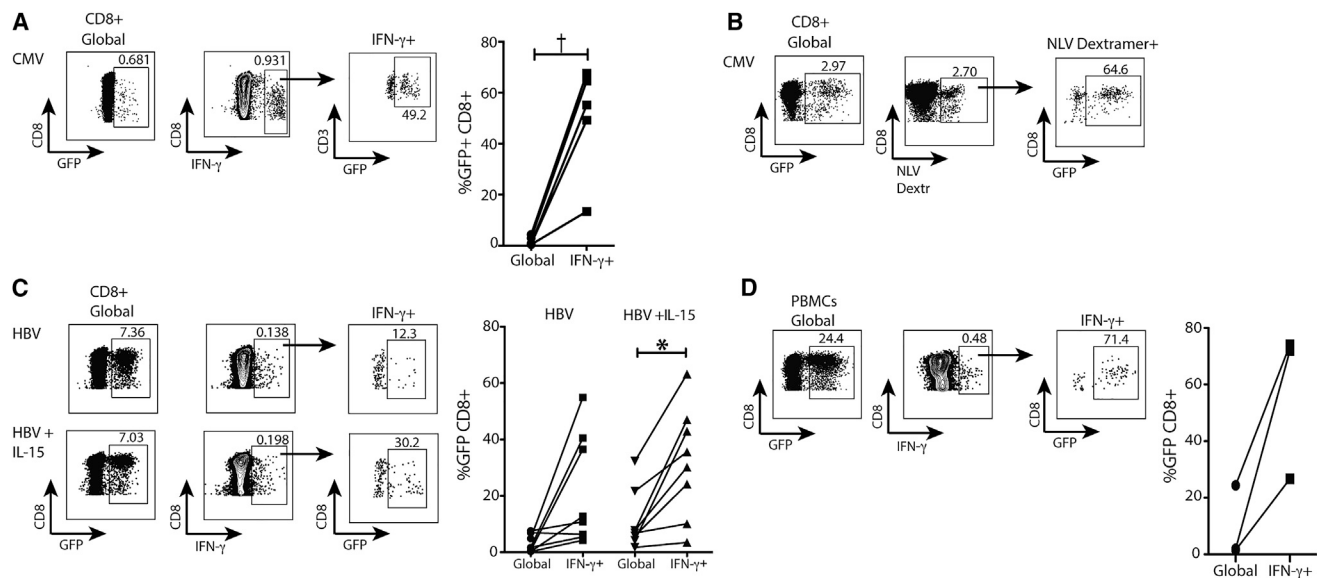 A
CD8+
Global
IFN-γ+
CMV
0.681
0.931
49.2
CD8
GFP
CD8
IFN-γ
CD3
GFP
80
60
40
20
0
%GFP+ CD8+
†
Global
IFN-γ+
B
CD8+
Global
NLV Dextramer+
CMV
2.97
2.70
64.6
CD8
GFP
CD8
NLV
Dextr
CD8
GFP
C
CD8+
Global
IFN-γ+
HBV
7.36
0.138
12.3
HBV +
IL-15
7.03
0.198
30.2
CD8
GFP
CD8
IFN-γ
CD8
GFP
HBV
HBV +IL-15
*
80
60
40
20
0
%GFP CD8+
Global
IFN-γ+
Global
IFN-γ+
D
PBMCs
Global
IFN-γ+
24.4
0.48
71.4
CD8
GFP
CD8
IFN-γ
CD8
GFP
80
60
40
20
0
%GFP CD8+
Global
IFN-γ+